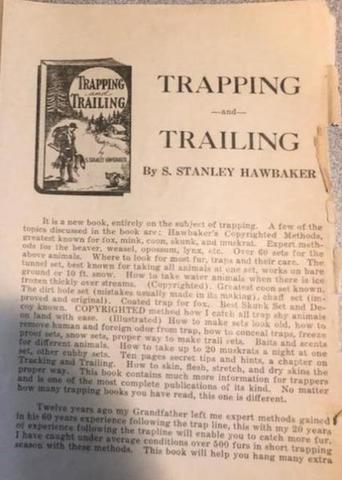 TRAPPING
and
TRAILING
By S. STANLEY HAWBAKER
TRAPPING
—and—
TRAILING
By S. STANLEY HAWBAKER
It is a new book, entirely on the subject of trapping. A few of the
topics discussed in the book are: Hawbaker's Copyrighted Methods,
greatest known for fox, mink, coon, skunk, and muskrat. Expert meth-
ods for the beaver, weasel, opossum, lynx, etc. Over 60 sets for the
above animals. Where to look for most fur, traps and their care. The
tunnel set, best known for taking all animals at one set, works on bare
ground or 10 ft. snow. How to take water animals when there is ice
frozen thickly over streams. (Copyrighted). Greatest coon set known.
The dirt hole set (mistakes usually made in its making), chaff set (im-
proved and original). Coated trap for fox. Best Skunk Set and De-
coy known. COPYRIGHTED method how I catch all trap shy animals
on land with ease. (Illustrated) How to make sets look old, how to
remove human and foreign odor from trap, how to conceal traps, freeze
proof sets, snow sets, proper way to make trail sets. Baits and scents
for different animals. How to take up to 20 muskrats a night at one
set, other cubby sets. Ten pages secret tips and hints, a chapter on
Tracking and Trailing. How to skin, flesh, stretch, and dry skins the
proper way. This book contains much more information for trappers
and is one of the most complete publications of its kind. No matter
how many trapping books you have read, this one is different.
Twelve years ago my Grandfather left me expert methods gained
in his 60 years experience following the trap line, this with my 20 years
of experience following the trapline will enable you to catch more fur.
I have caught under average conditions over 500 furs in short trapping
season with these methods. This book will help you hang many extra